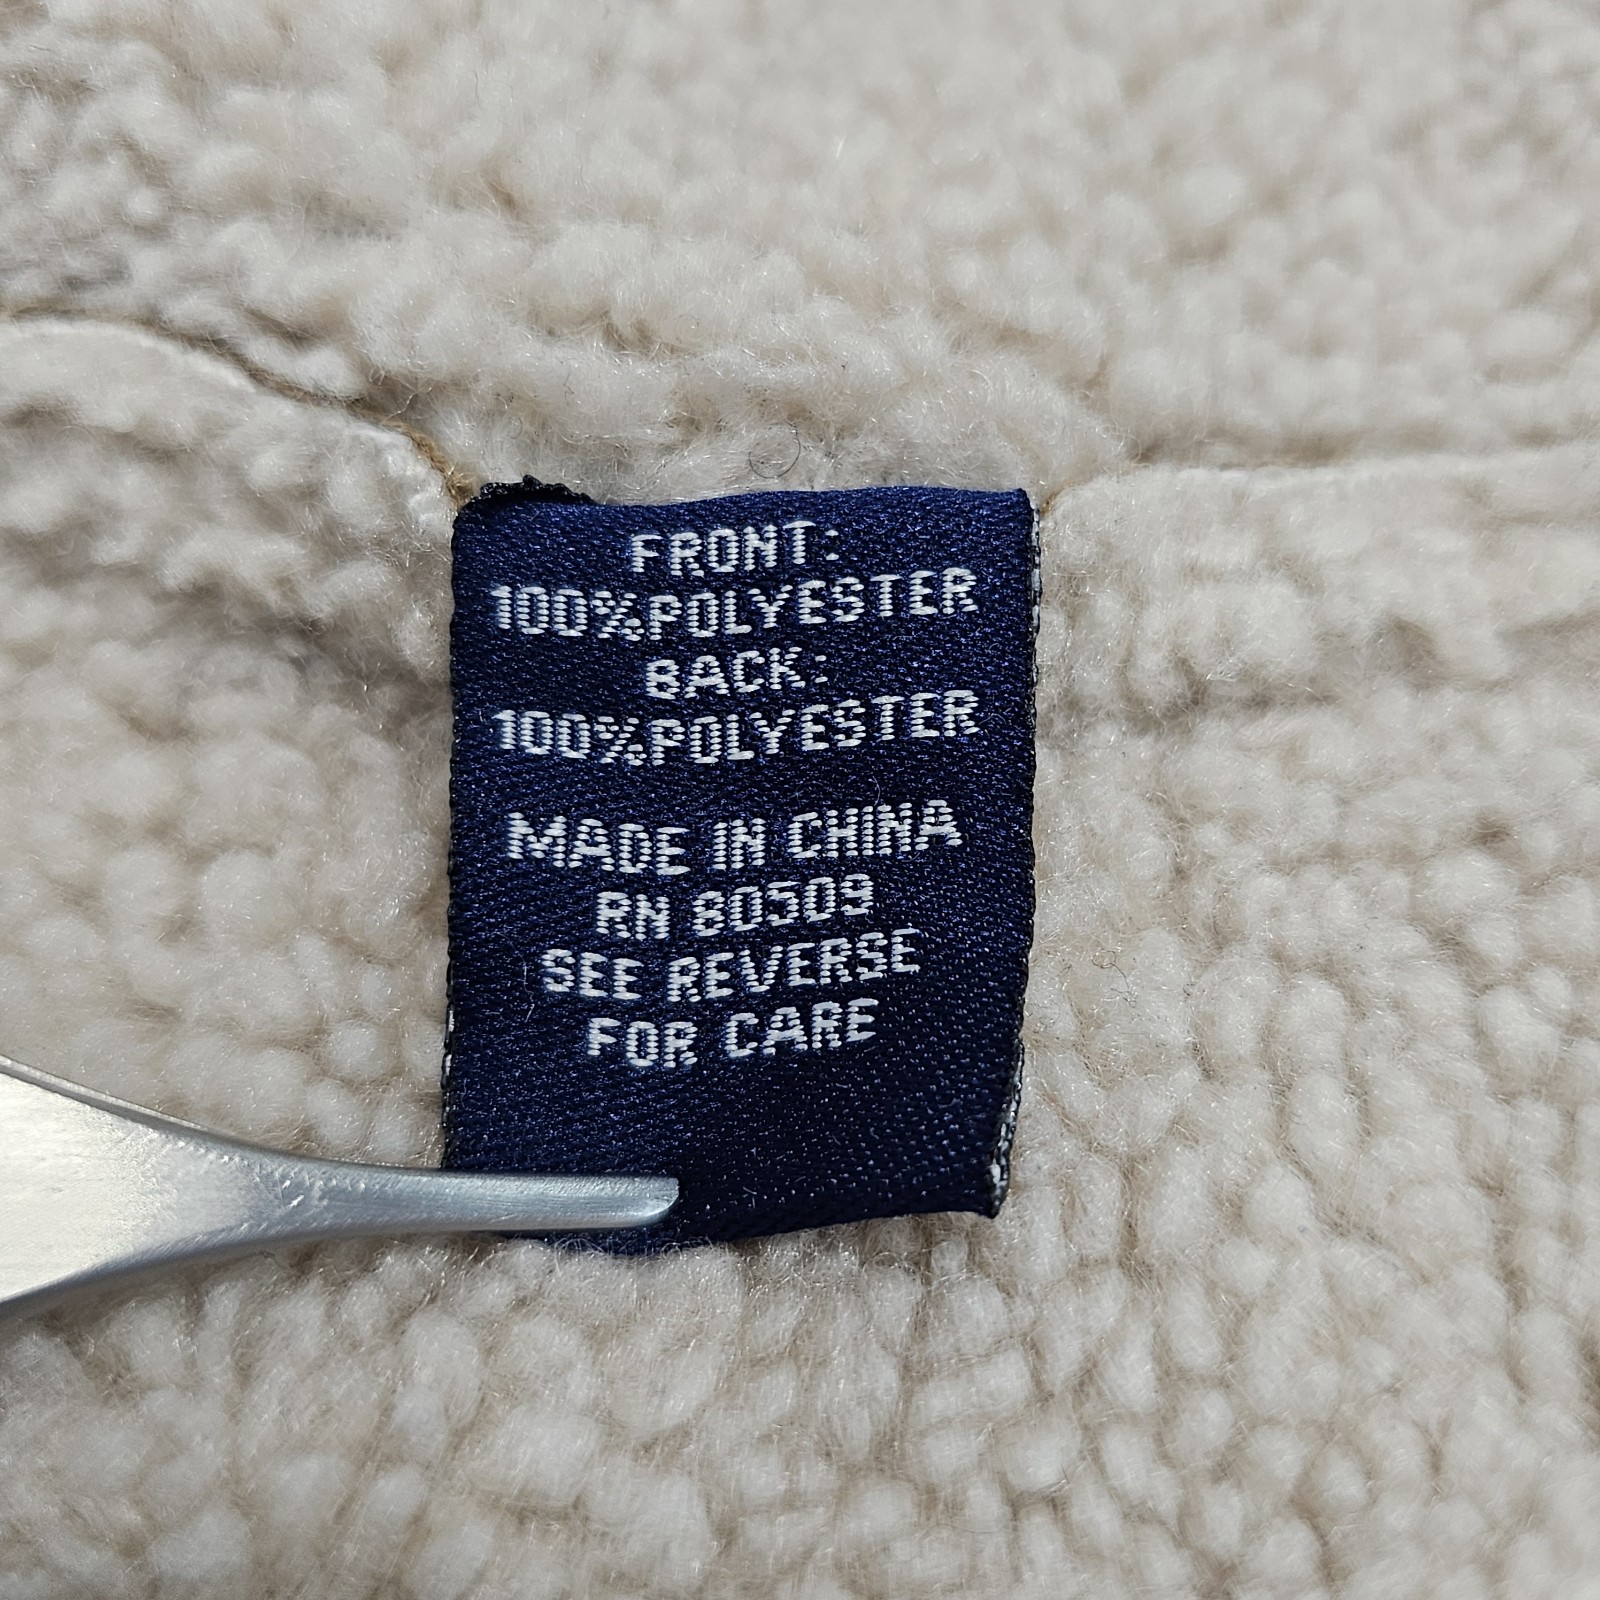 FRONT:
100%POLYESTER
BACK:
100%POLYESTER
MADE IN CHINA
RN 80509
SEE REVERSE
FOR CARE